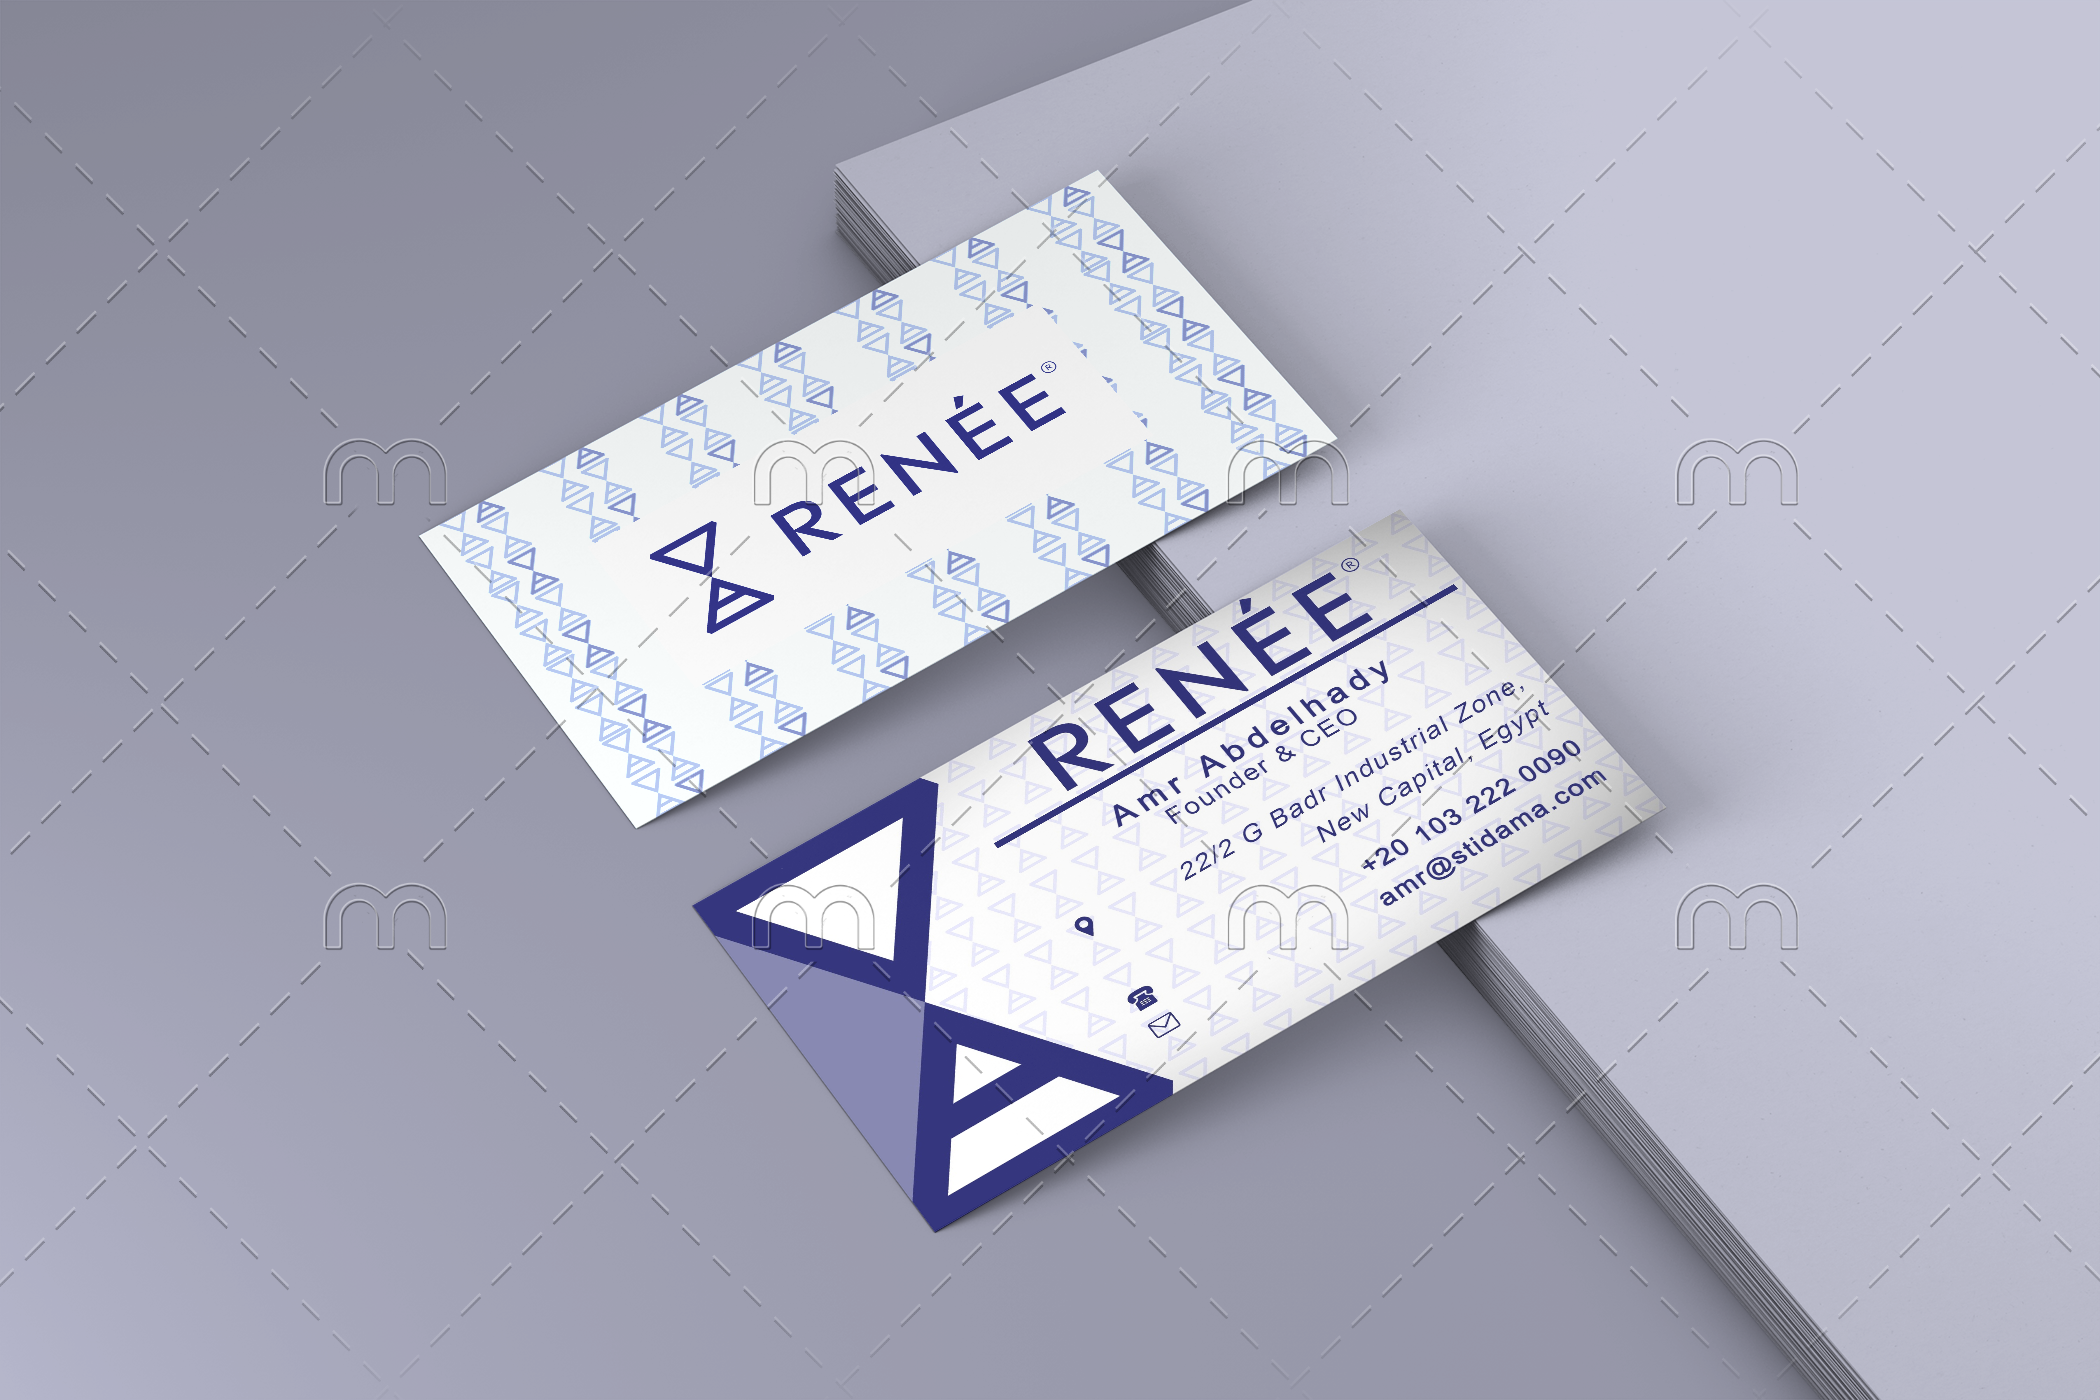 RENÉE®
RENÉE®
Amr Abdelhady
Founder & CEO
22/2 G Badr Industrial Zone,
New Capital, Egypt
+20 103 222 0090
amr@stidama.com
m m m m
m m m m